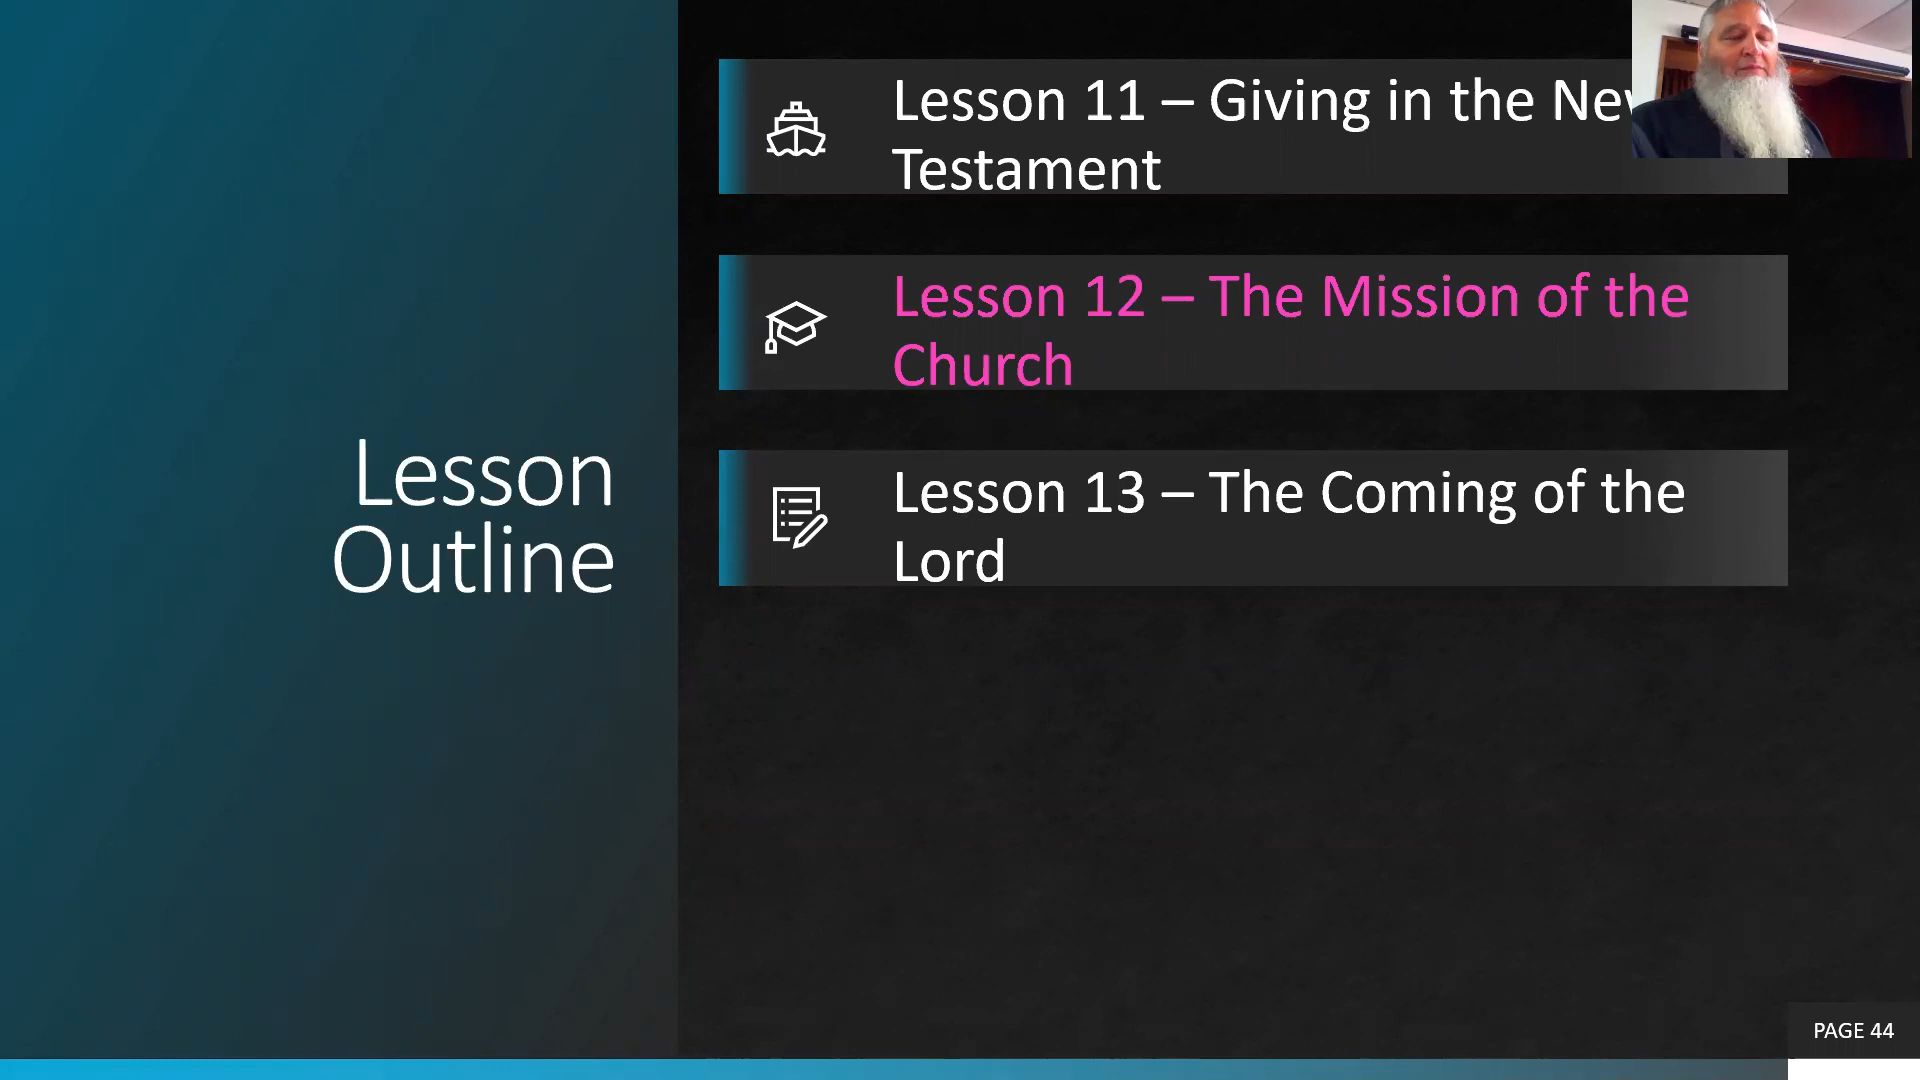 Lesson
Outline
Lesson 11 – Giving in the
Testament
Lesson 12 – The Mission of the
Church
Lesson 13 – The Coming of the
Lord
PAGE 44